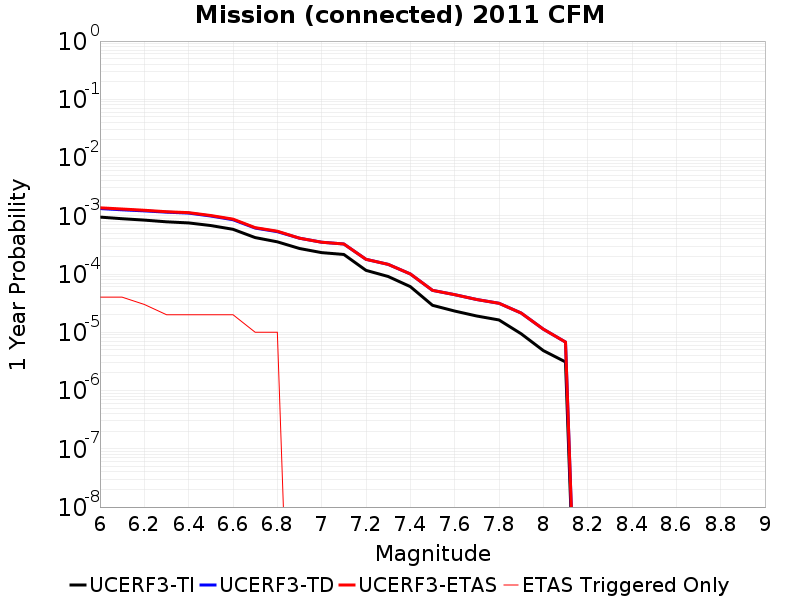 Mission (connected) 2011 CFM
1 Year Probability
10^0
10^-1
10^-2
10^-3
10^-4
10^-5
10^-6
10^-7
10^-8
6 6.2 6.4 6.6 6.8 7 7.2 7.4 7.6 7.8 8 8.2 8.4 8.6 8.8 9
Magnitude
UCERF3-TI UCERF3-TD UCERF3-ETAS ETAS Triggered Only